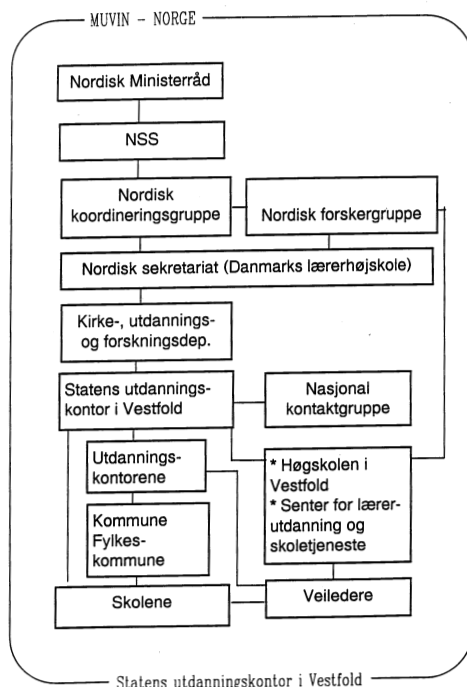 MUVIN - NORGE
Nordisk Ministerråd
NSS
Nordisk
koordineringsgruppe
Nordisk forskergruppe
Nordisk sekretariat (Danmarks lærerhøjskole)
Kirke-, utdannings-
og forskningsdep.
Statens utdannings-
kontor i Vestfold
Nasjonal
kontaktgruppe
Utdannings-
kontorene
* Høgskolen i
Vestfold
* Senter for lærer-
utdanning og
skoletjeneste
Kommune
Fylkes-
kommune
Skolene
Veiledere
Statens utdanningskontor i Vestfold